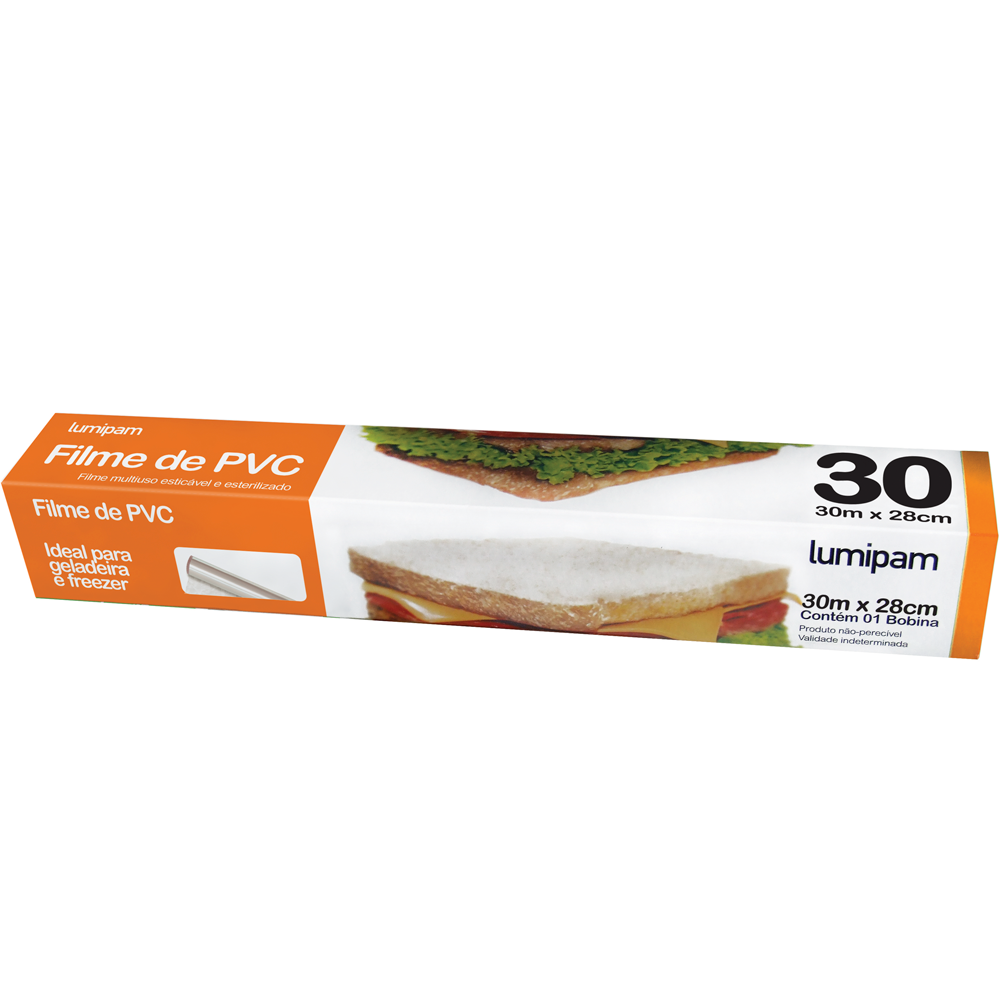 lumipam
Filme de PVC
Filme multiuso esticável e esterilizado
Filme de PVC
Ideal para
geladeira
e freezer
30
30m x 28cm
lumipam
30m x 28cm
Contém 01 Bobina
Produto não-perecível
Validade indeterminada